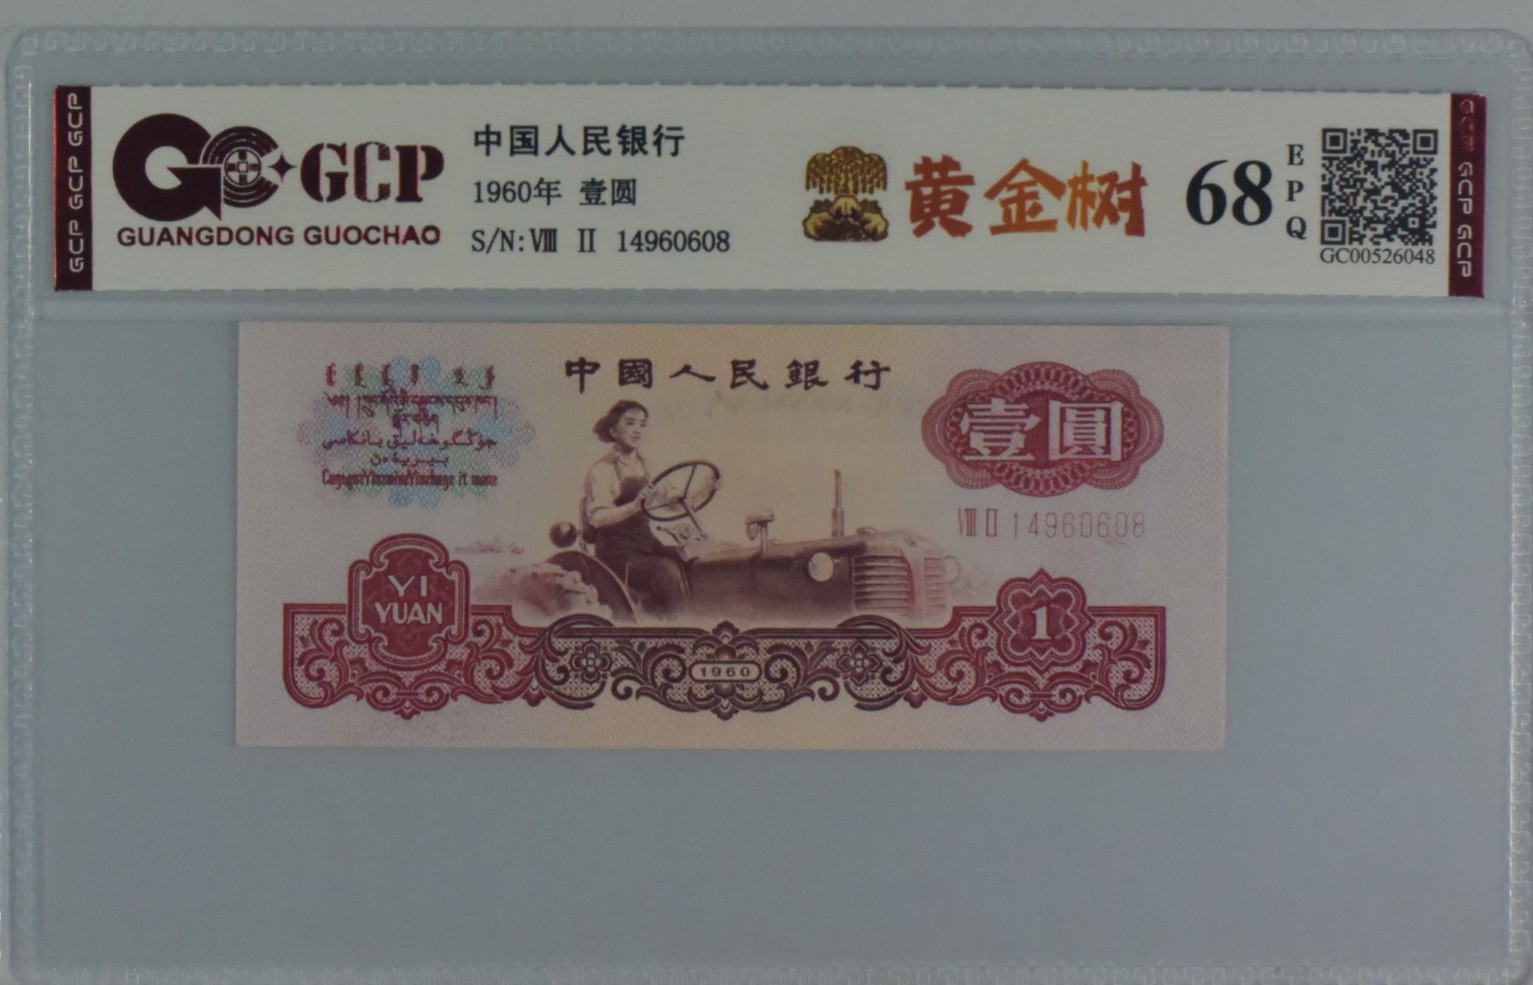 GCP GCP GCP
GCP
GUANGDONG GUOCHAO
中国人民银行
1960年 壹圆
S/N: Ⅷ Ⅱ 14960608
黄金树
68
EPQ
GC00526048
GCP GCP GCP
中國人民銀行
壹圓
Ⅷ Ⅱ 14960608
YI
YUAN
1
1960